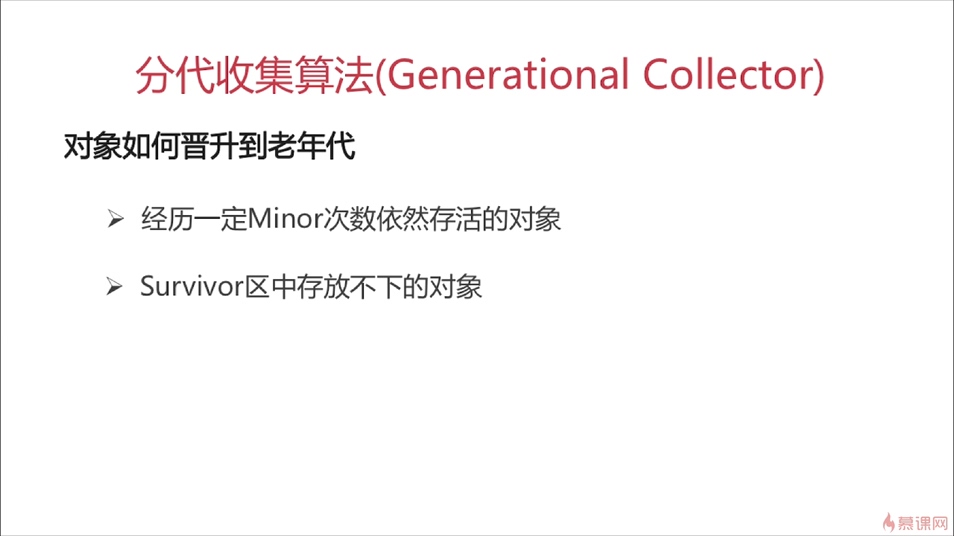 分代收集算法(Generational Collector)
对象如何晋升到老年代
经历一定Minor次数依然存活的对象
Survivor区中存放不下的对象
慕课网